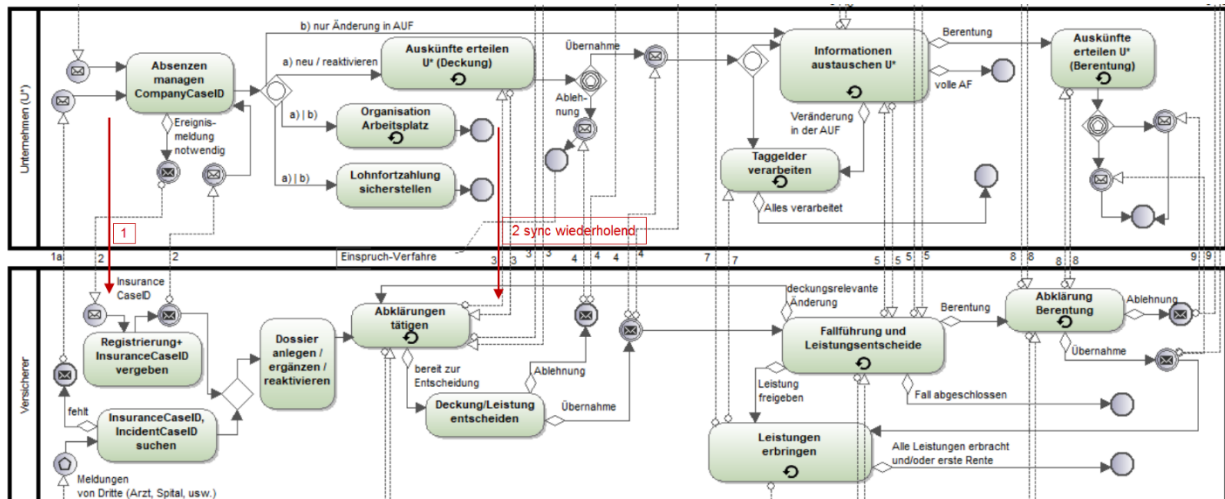 Unternehmen (U*)
b) nur Änderung in AUF
Absenzen
managen
CompanyCaseID
a) neu / reaktivieren
Auskünfte erteilen
U* (Deckung)
Übernahme
Ableh-
nung
Informationen
austauschen U*
Berentung
volle AF
Auskünfte
erteilen U*
(Berentung)
Ereignis-
meldung
notwendig
a) | b)
Organisation
Arbeitsplatz
a) | b)
Lohnfortzahlung
sicherstellen
Veränderung
in der AUF
Taggelder
verarbeiten
Alles verarbeitet
1
2 sync wiederholend
1a
2
2
Einspruch-Verfahre
3
3
3
3
4
4
4
4
7
7
5
5
5
5
8
8
8
8
9
9
Versicherer
Insurance
CaseID
Registrierung+
InsuranceCaseID
vergeben
Dossier
anlegen /
ergänzen /
reaktivieren
Abklärungen
tätigen
deckungsrelevante
Änderung
Fallführung und
Leistungsentscheide
Berentung
Abklärung
Berentung
Ablehnung
Übernahme
bereit zur
Entscheidung
Ablehnung
Deckung/Leistung
entscheiden
Übernahme
Leistung
freigeben
Fall abgeschlossen
fehlt
InsuranceCaseID,
IncidentCaseID
suchen
Leistungen
erbringen
Alle Leistungen erbracht
und/oder erste Rente
Meldungen
von Dritte (Arzt, Spital, usw.)